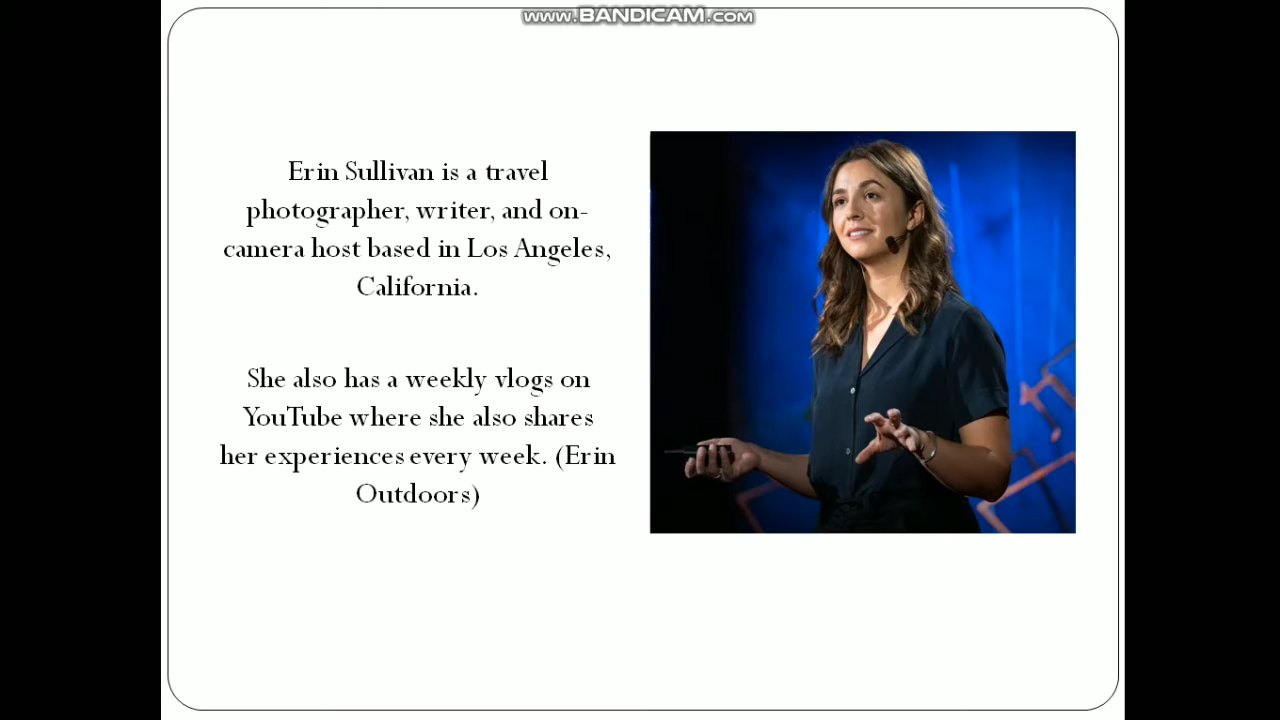 www.BANDICAM.com
Erin Sullivan is a travel
photographer, writer, and on-
camera host based in Los Angeles,
California.
She also has a weekly vlogs on
YouTube where she also shares
her experiences every week. (Erin
Outdoors)